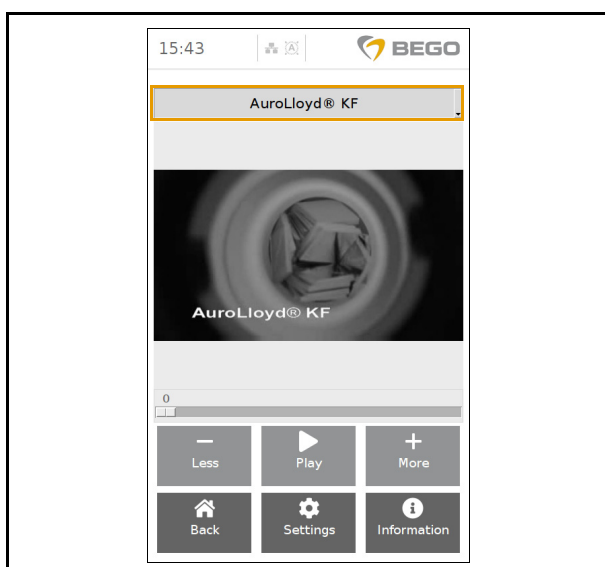 15:43
A
BEGO
AuroLloyd® KF
AuroLloyd® KF
0
Less
Play
More
Back
Settings
Information